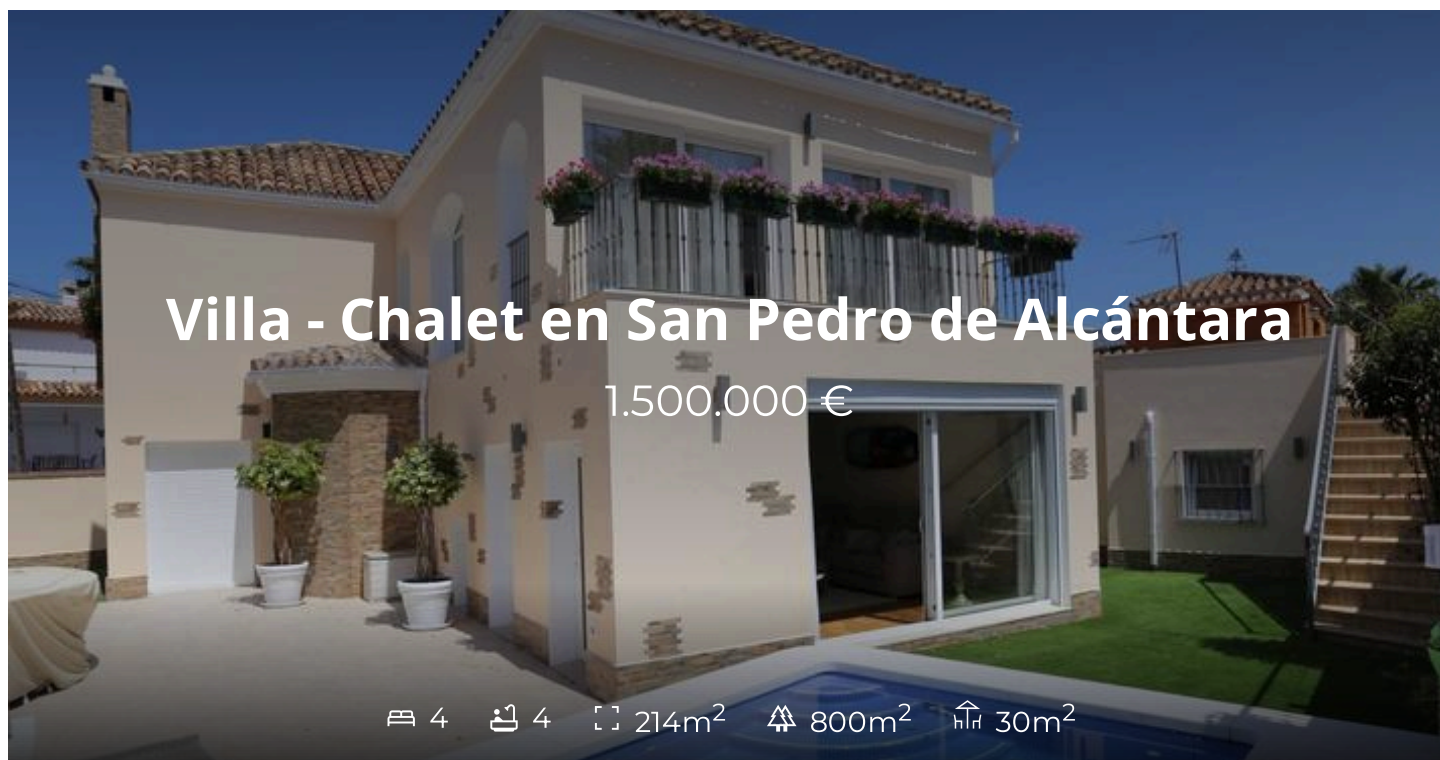 Villa - Chalet en San Pedro de Alcántara
1.500.000 €
4 4 214m² 800m² 30m²